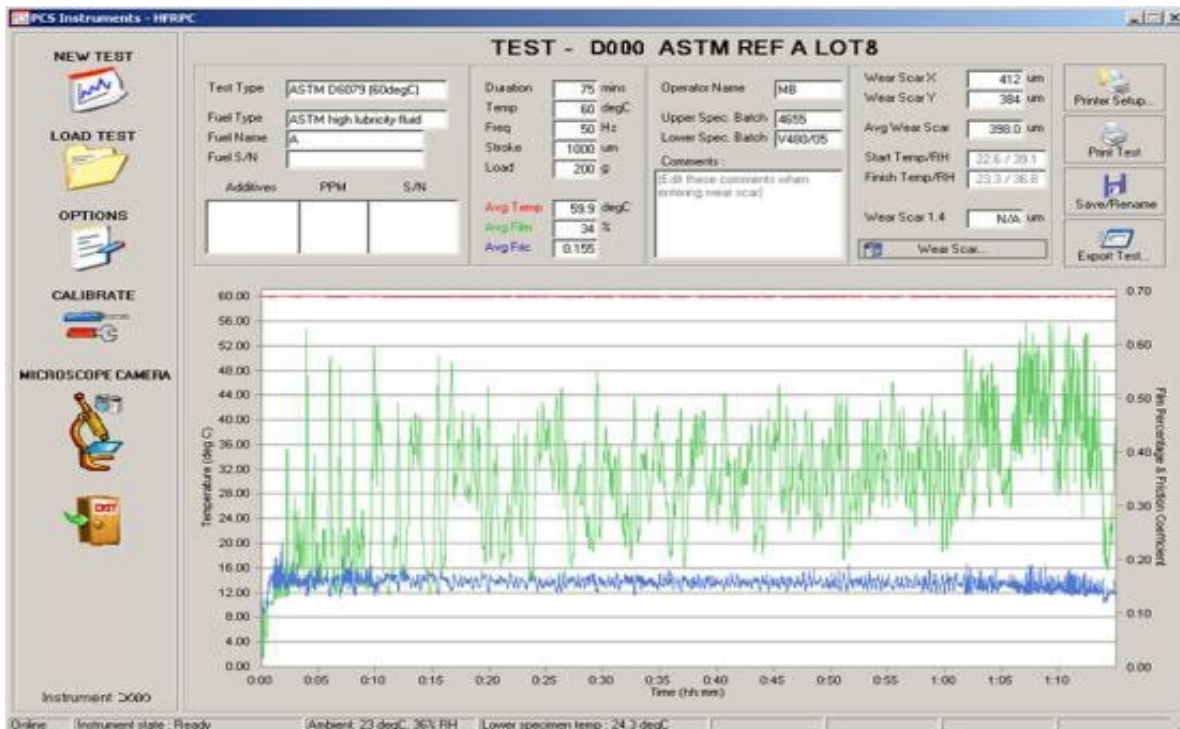 PCS Instruments - HFRPC
NEW TEST
LOAD TEST
OPTIONS
CALIBRATE
MICROSCOPE CAMERA
EXIT
Instrument D000
TEST - D000 ASTM REF A LOT8
Test Type ASTM D6079 (60degC)
Fuel Type ASTM high lubricity fluid
Fuel Name A
Fuel S/N
Additives PPM S/N
Duration 75 mins
Temp 60 degC
Freq 50 Hz
Stroke 1000 um
Load 200 g
Avg Temp 59.9 degC
Avg Film 34 %
Avg Fric 0.155
Operator Name MB
Upper Spec. Batch 4655
Lower Spec. Batch V480/05
Comments :
(Edit these comments when
entering wear scar)
Wear Scar X 412 um
Wear Scar Y 384 um
Avg Wear Scar 398.0 um
Start Temp/RH 22.6 / 39.1
Finish Temp/RH 23.3 / 36.8
Wear Scar 1.4 N/A um
Wear Scar...
Printer Setup...
Print Test
Save/Rename
Export Test...
Temperature (deg C)
60.00
56.00
52.00
48.00
44.00
40.00
36.00
32.00
28.00
24.00
20.00
16.00
12.00
8.00
4.00
0.00
0.70
0.60
0.50
0.40
0.30
0.20
0.10
0.00
Film Percentage & Friction Coefficient
0:00 0:05 0:10 0:15 0:20 0:25 0:30 0:35 0:40 0:45 0:50 0:55 1:00 1:05 1:10
Time (hh:mm)
Online Instrument state : Ready Ambient: 23 degC, 36% RH Lower specimen temp : 24.3 degC